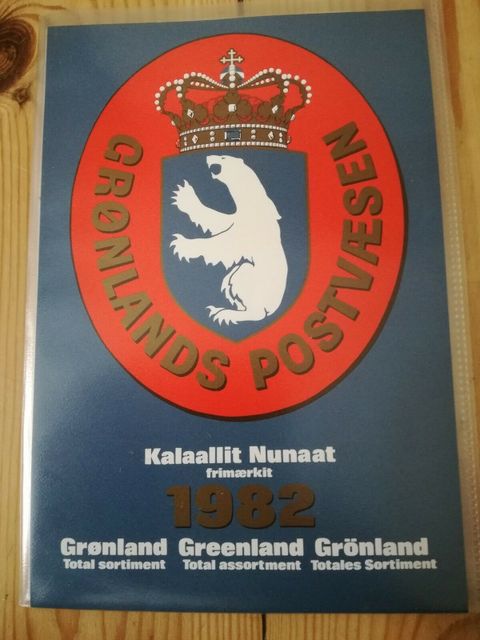 GRØNLANDS POSTVÆSEN
Kalaallit Nunaat
frimærkit
1982
Grønland Greenland Grönland
Total sortiment Total assortment Totales Sortiment